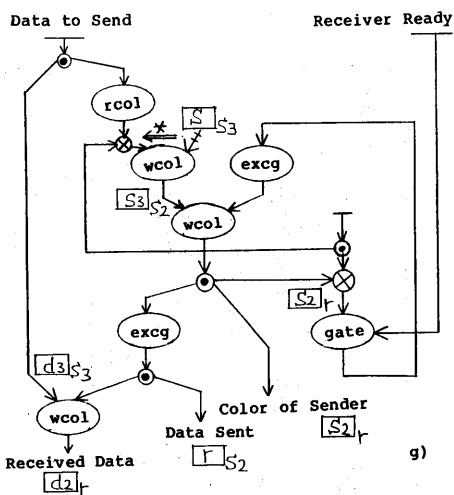 Data to Send
Receiver Ready
rcol
*
S S3
wcol
excg
S3 S2
wcol
S2 r
excg
gate
d3 S3
wcol
Color of Sender
S2 r
Data Sent
r S2
Received Data
d2 r
g)